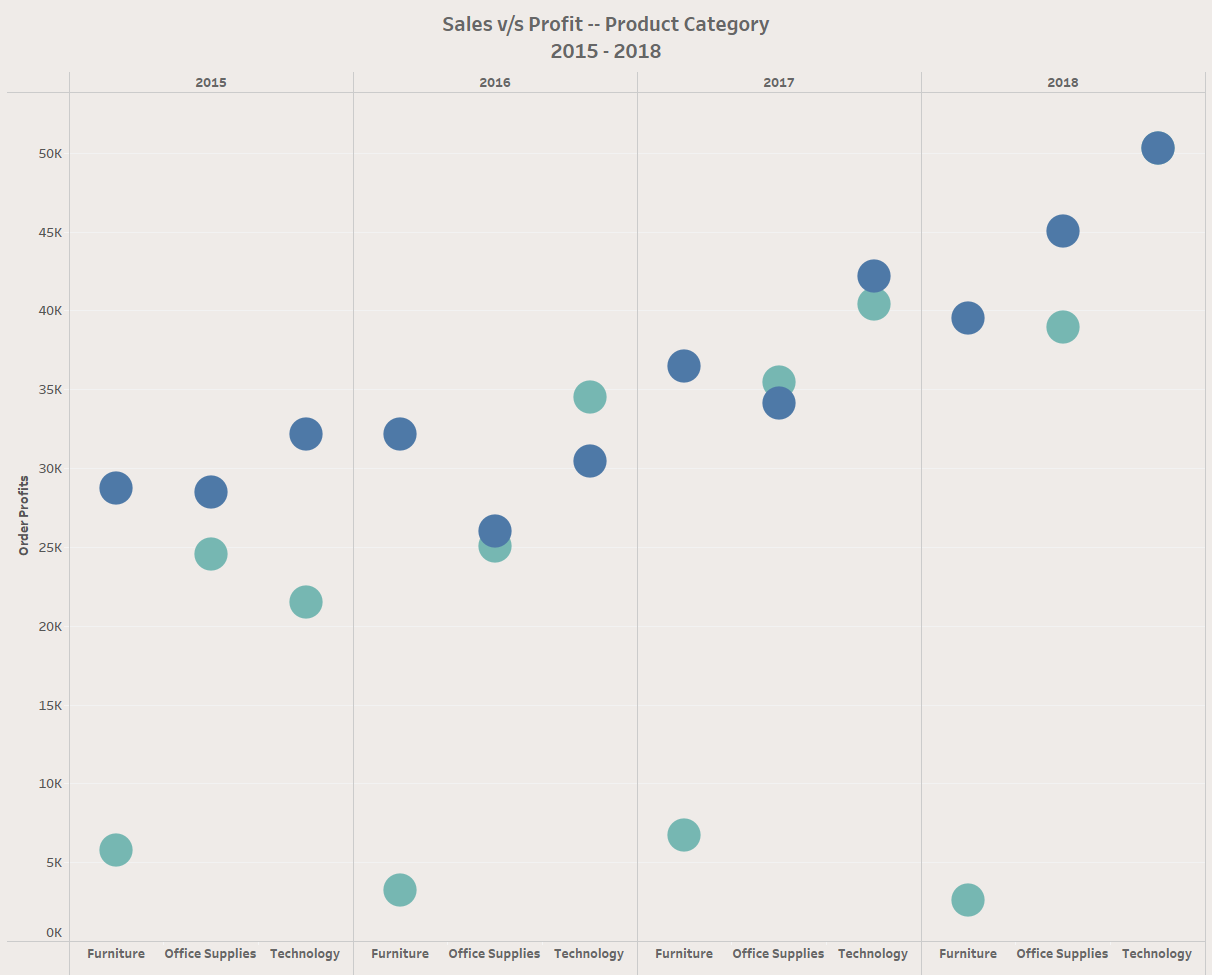 Sales v/s Profit -- Product Category
2015 - 2018
2015 2016 2017 2018
50K
45K
40K
35K
30K
25K
20K
15K
10K
5K
0K
Order Profits
Furniture Office Supplies Technology Furniture Office Supplies Technology Furniture Office Supplies Technology Furniture Office Supplies Technology